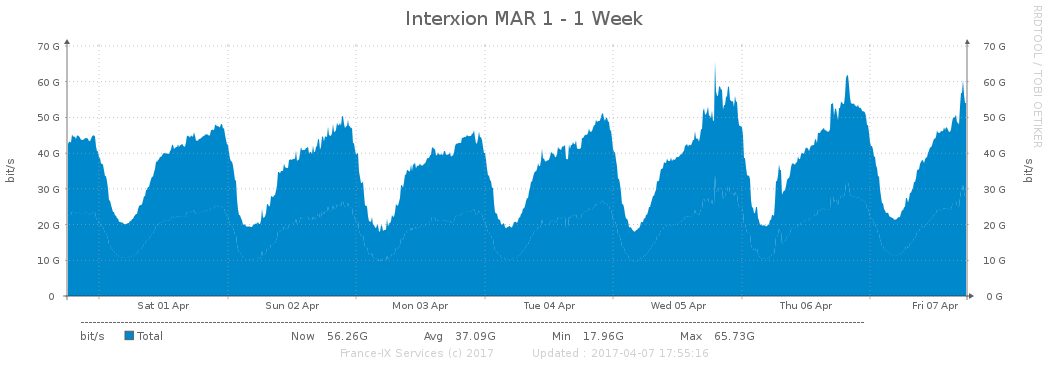 Interxion MAR 1 - 1 Week
RRDTOOL / TOBI OETIKER
70 G 70 G
60 G 60 G
50 G 50 G
40 G 40 G
30 G 30 G
20 G 20 G
10 G 10 G
0 0 G
bit/s bit/s
Sat 01 Apr Sun 02 Apr Mon 03 Apr Tue 04 Apr Wed 05 Apr Thu 06 Apr Fri 07 Apr
bit/s Total Now 56.26G Avg 37.09G Min 17.96G Max 65.73G
France-IX Services (c) 2017 Updated : 2017-04-07 17:55:16